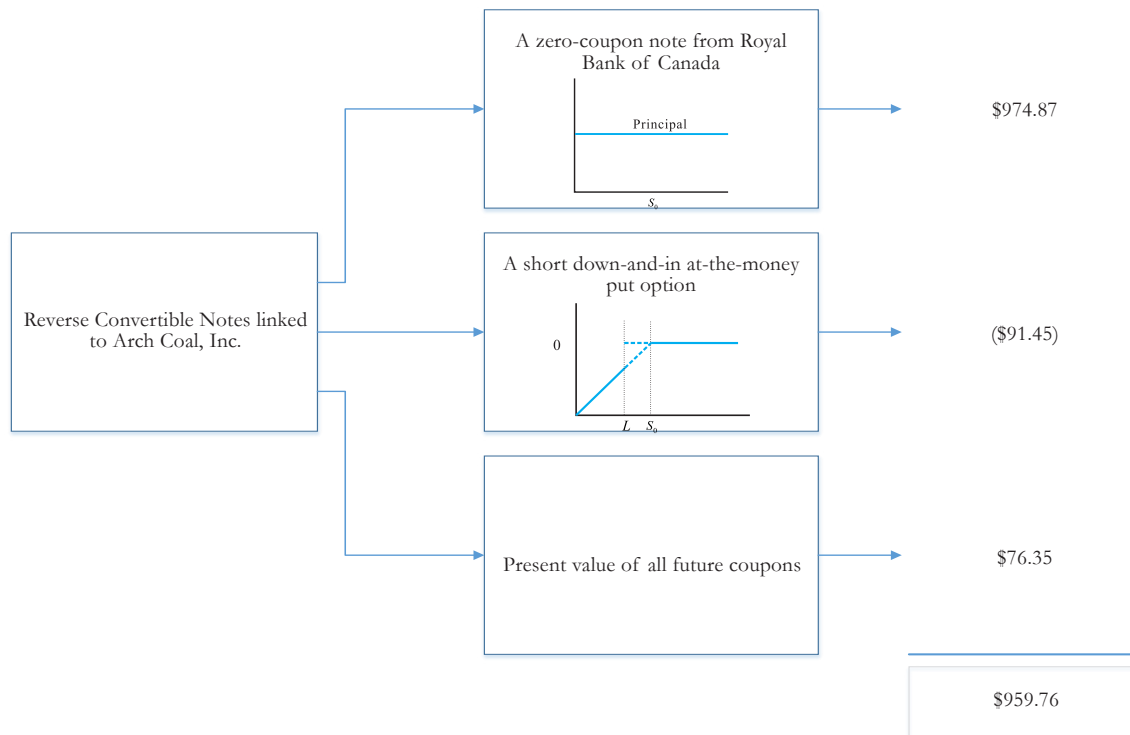 A zero-coupon note from Royal
Bank of Canada
Principal
S₀
$974.87
Reverse Convertible Notes linked
to Arch Coal, Inc.
A short down-and-in at-the-money
put option
0
L
S₀
($91.45)
Present value of all future coupons
$76.35
$959.76